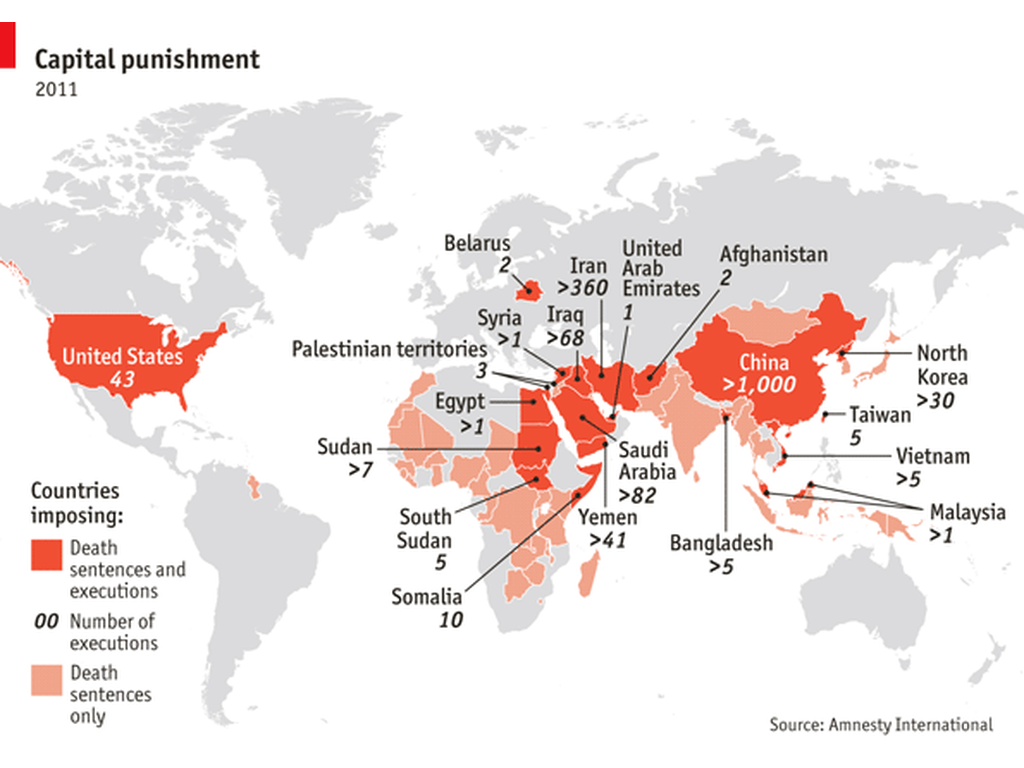 Capital punishment
2011
Belarus
2
Iran
>360
United
Arab
Emirates
1
Afghanistan
2
Syria
>1
Iraq
>68
Palestinian territories
3
United States
43
China
>1,000
North
Korea
>30
Egypt
>1
Taiwan
5
Sudan
>7
Saudi
Arabia
>82
Vietnam
>5
South
Sudan
5
Yemen
>41
Malaysia
>1
Bangladesh
>5
Somalia
10
Countries
imposing:
Death
sentences and
executions
00 Number of
executions
Death
sentences
only
Source: Amnesty International